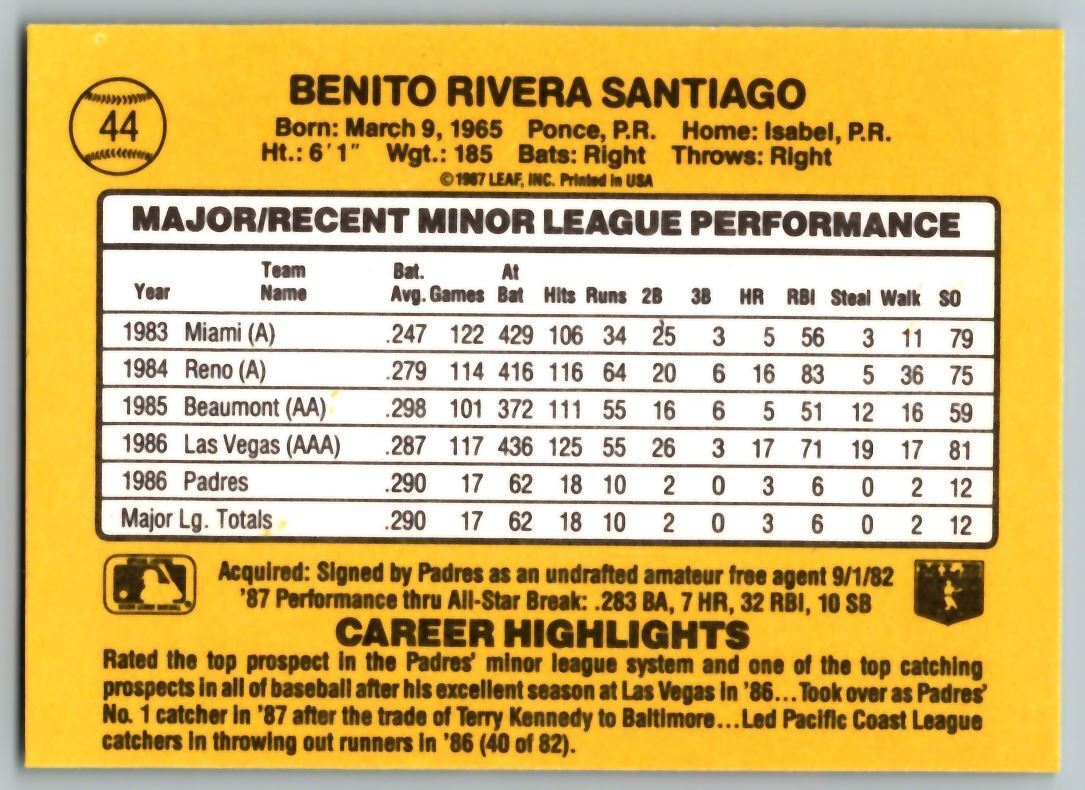 44
BENITO RIVERA SANTIAGO
Born: March 9, 1965 Ponce, P.R. Home: Isabel, P.R.
Ht.: 6'1" Wgt.: 185 Bats: Right Throws: Right
©1987 LEAF, INC. Printed in USA
MAJOR/RECENT MINOR LEAGUE PERFORMANCE
Team Bat. At
Year Name Avg. Games Bat Hits Runs 2B 3B HR RBI Steal Walk SO
1983 Miami (A) .247 122 429 106 34 25 3 5 56 3 11 79
1984 Reno (A) .279 114 416 116 64 20 6 16 83 5 36 75
1985 Beaumont (AA) .298 101 372 111 55 16 6 5 51 12 16 59
1986 Las Vegas (AAA) .287 117 436 125 55 26 3 17 71 19 17 81
1986 Padres .290 17 62 18 10 2 0 3 6 0 2 12
Major Lg. Totals .290 17 62 18 10 2 0 3 6 0 2 12
Acquired: Signed by Padres as an undrafted amateur free agent 9/1/82
'87 Performance thru All-Star Break: .283 BA, 7 HR, 32 RBI, 10 SB
CAREER HIGHLIGHTS
Rated the top prospect in the Padres' minor league system and one of the top catching
prospects in all of baseball after his excellent season at Las Vegas in '86...Took over as Padres'
No. 1 catcher in '87 after the trade of Terry Kennedy to Baltimore...Led Pacific Coast League
catchers in throwing out runners in '86 (40 of 82).